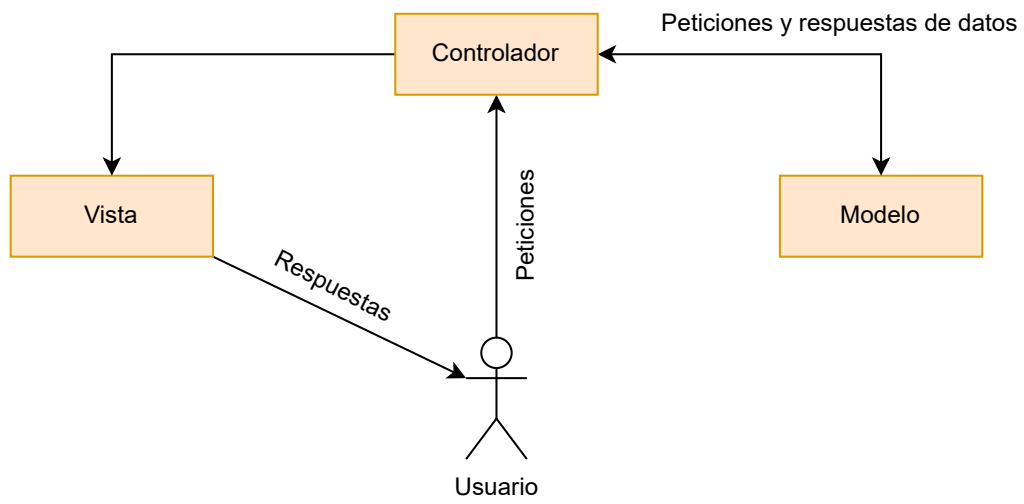 Peticiones y respuestas de datos
Controlador
Vista
Modelo
Peticiones
Respuestas
Usuario